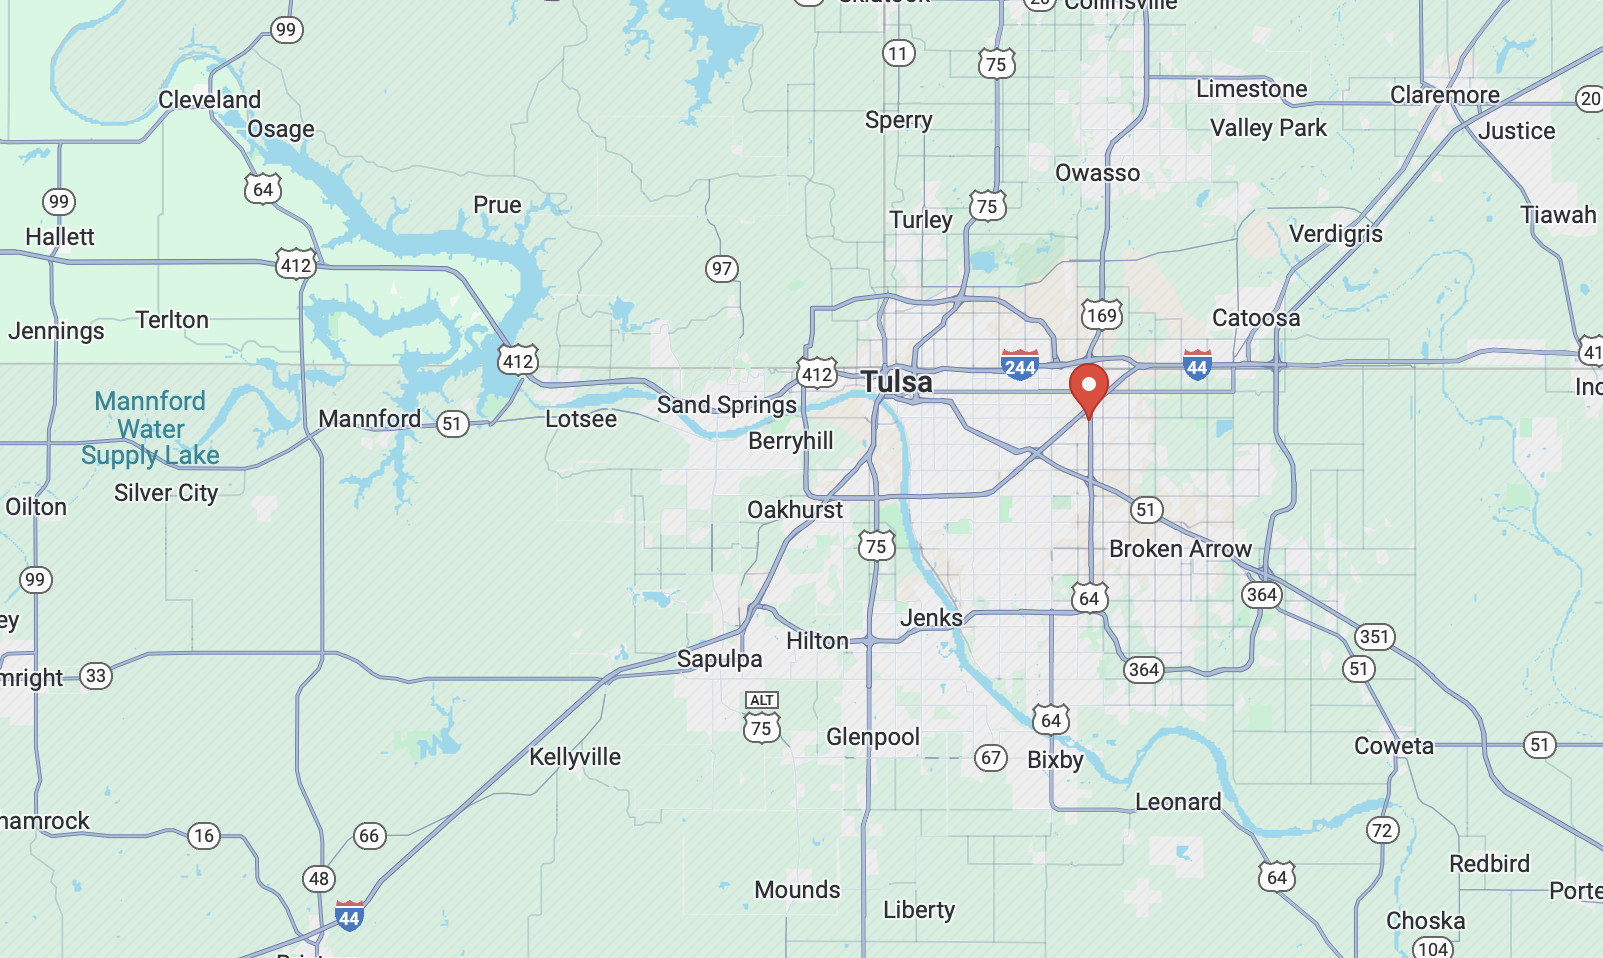 Skiatook
20
Collinsville
99
11
75
Limestone
Claremore
20
Cleveland
Sperry
Osage
Valley Park
Justice
Owasso
64
99
Prue
75
Turley
Tiawah
Hallett
Verdigris
412
97
169
Terlton
Catoosa
Jennings
412
412
244
44
41
Tulsa
Inc
Mannford
Water
Supply Lake
Mannford
51
Lotsee
Sand Springs
Berryhill
Silver City
Oilton
Oakhurst
51
75
Broken Arrow
99
64
364
ey
Jenks
Hilton
351
Sapulpa
mright
33
364
51
ALT
75
64
Glenpool
Kellyville
67
Bixby
Coweta
51
Leonard
hamrock
16
66
72
48
64
Redbird
Mounds
Porte
44
Liberty
Choska
104